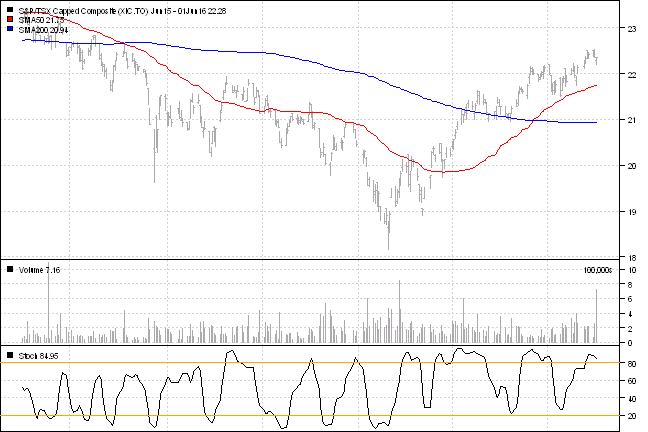 S&P/TSX Capped Composite (XIC.TO) Jun 15 - 01 Jun 16 22.28
SMA50 21.75
SMA200 20.94
23
22
21
20
19
18
Volume 7.16
100,000s
10
8
6
4
2
0
Stoch 84.95
80
60
40
20